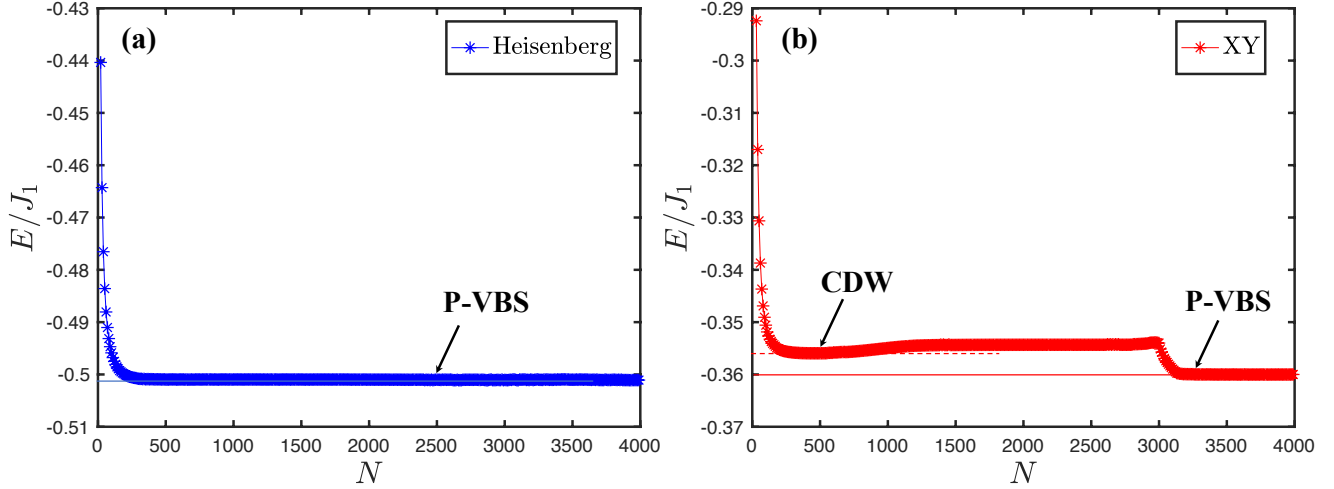 (a)
Heisenberg
P-VBS
-0.43
-0.44
-0.45
-0.46
-0.47
-0.48
-0.49
-0.5
-0.51
E/J₁
0 500 1000 1500 2000 2500 3000 3500 4000
N
(b)
XY
CDW
P-VBS
-0.29
-0.3
-0.31
-0.32
-0.33
-0.34
-0.35
-0.36
-0.37
E/J₁
0 500 1000 1500 2000 2500 3000 3500 4000
N